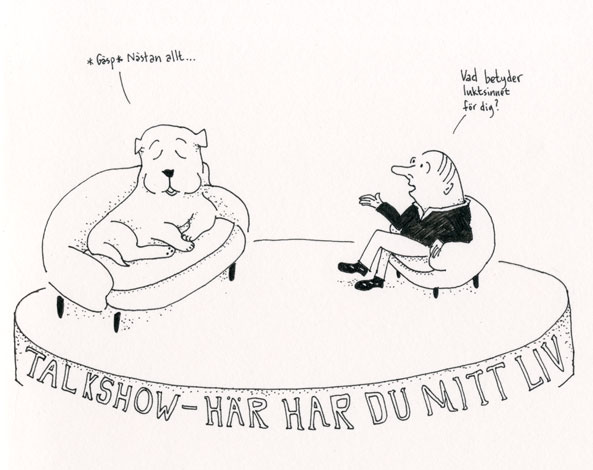 *Gäsp* Nästan allt...
Vad betyder
luktsinnet
för dig?
TALKSHOW - HÄR HAR DU MITT LIV